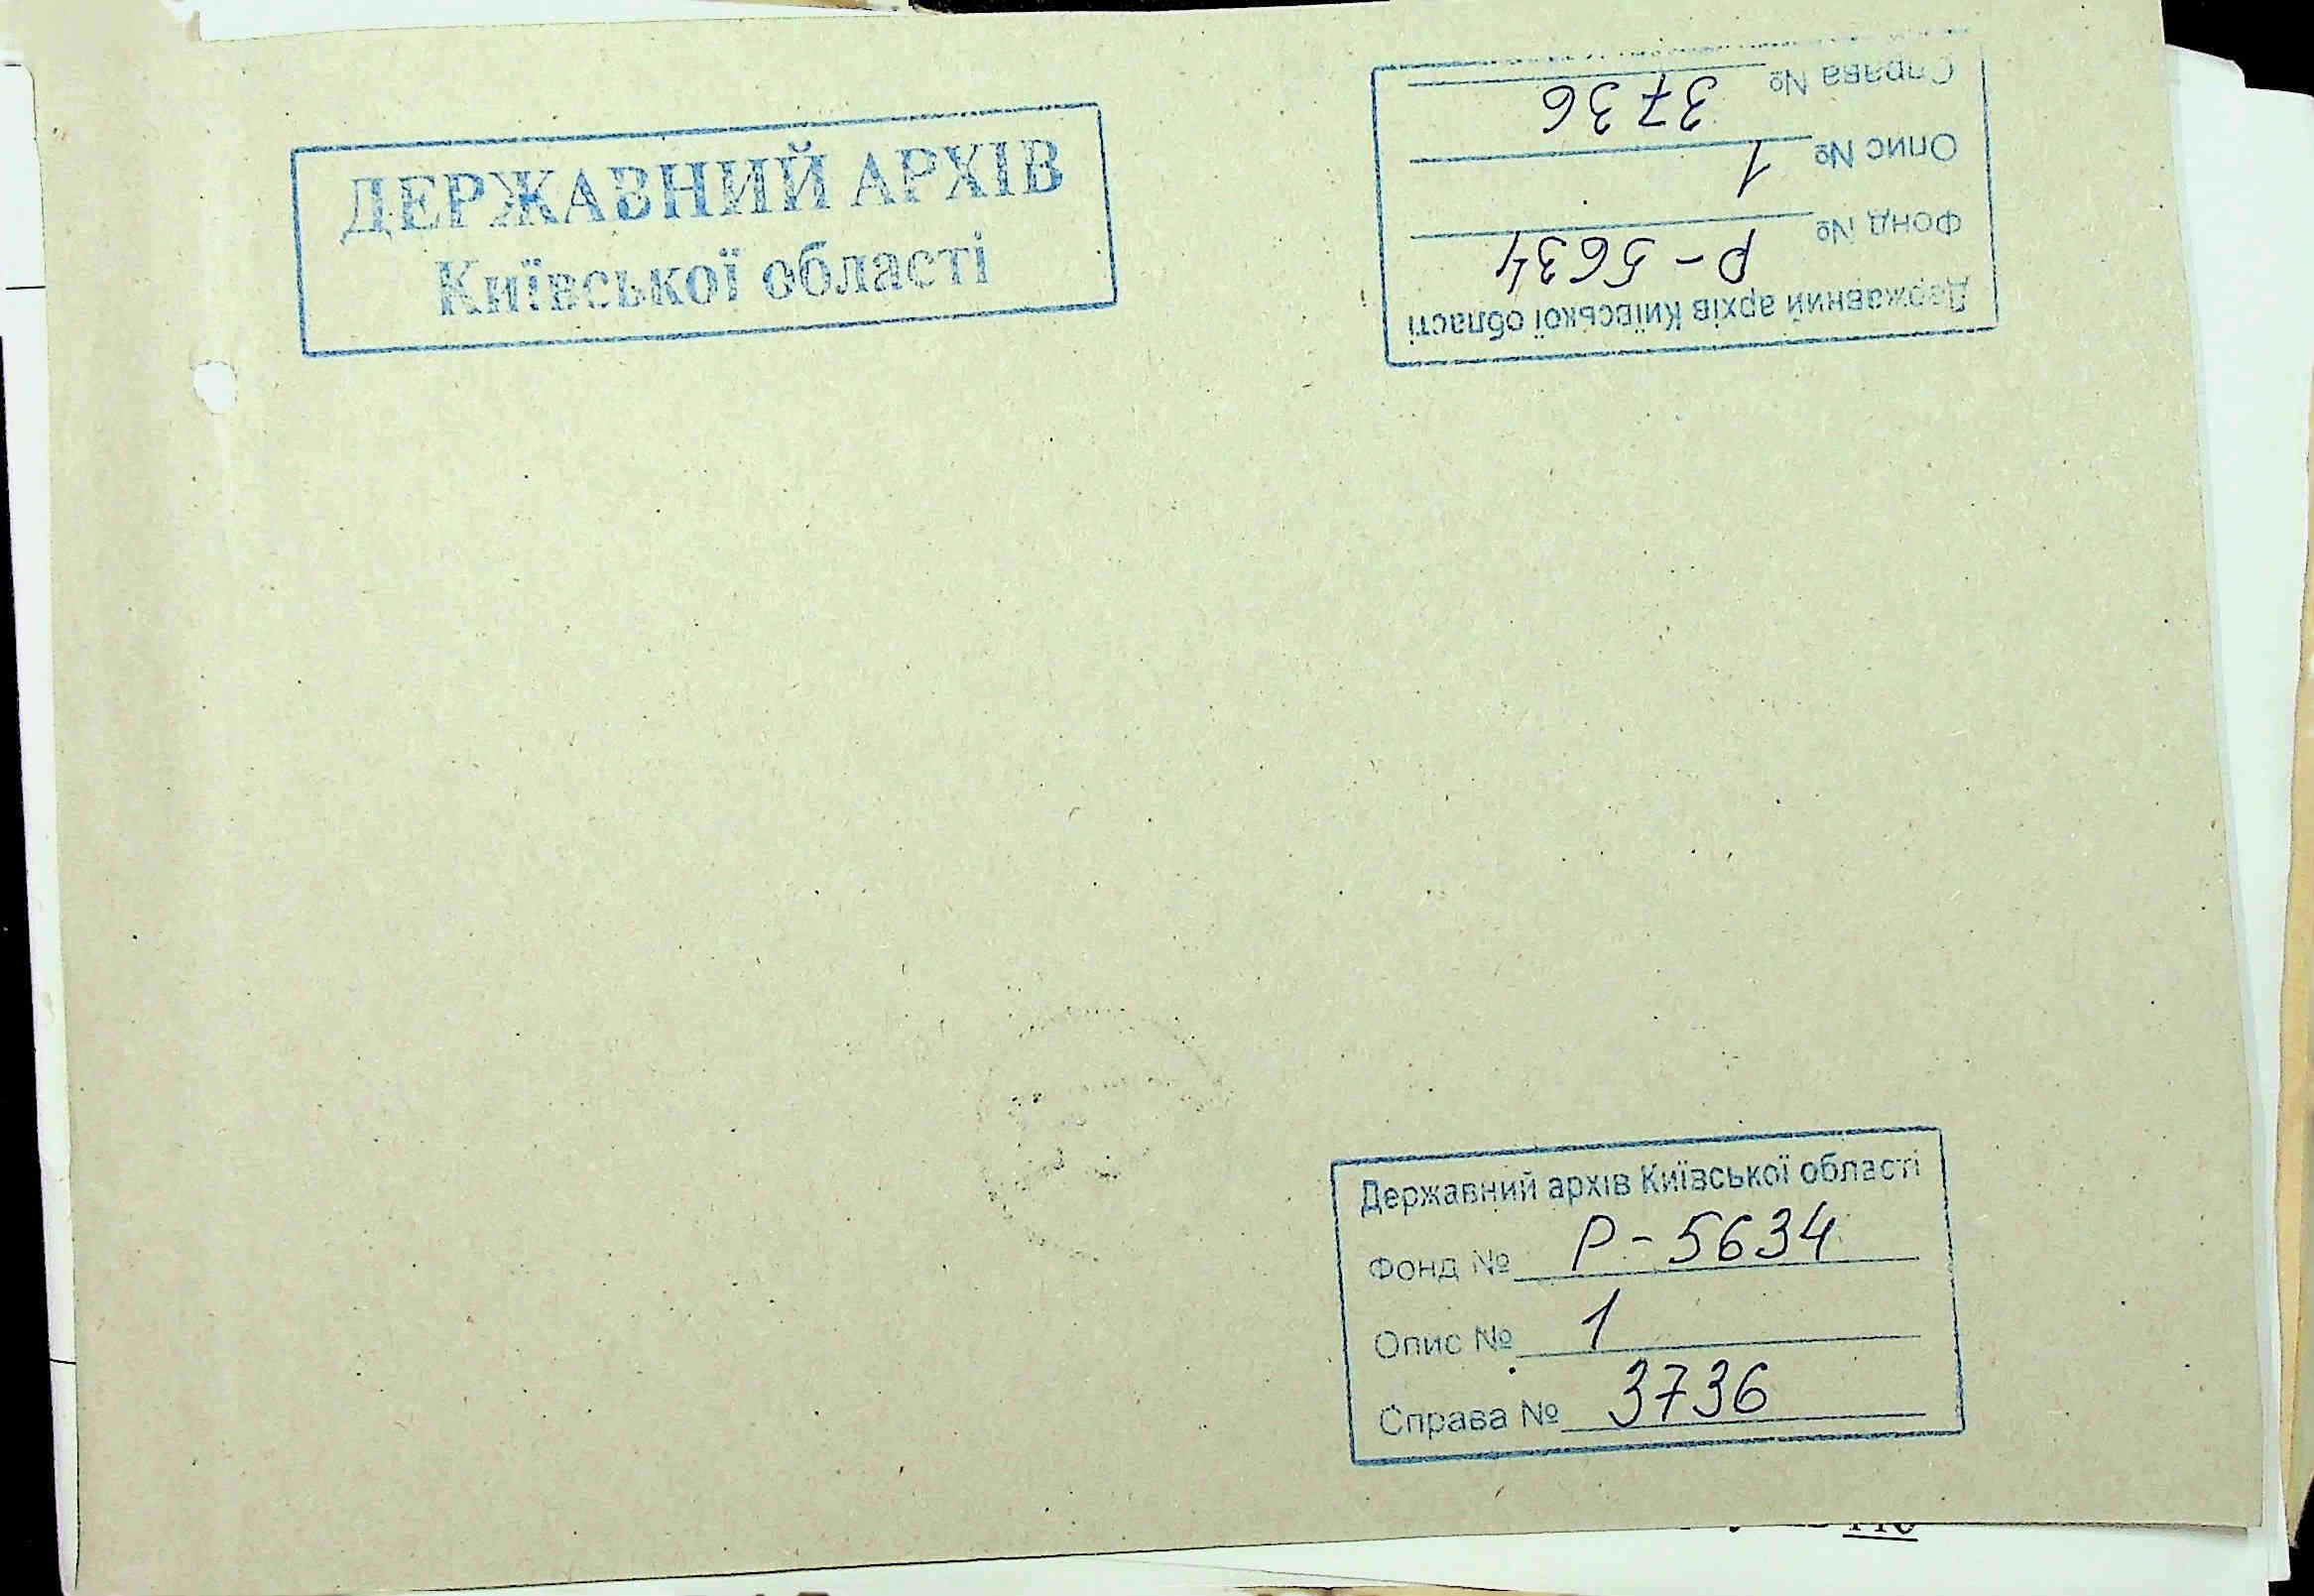 ДЕРЖАВНИЙ АРХІВ
Київської області
Державний архів Київської області
Фонд № Р-5634
Опис № 1
Справа № 3736
Державний архів Київської області
Фонд № Р-5634
Опис № 1
Справа № 3736